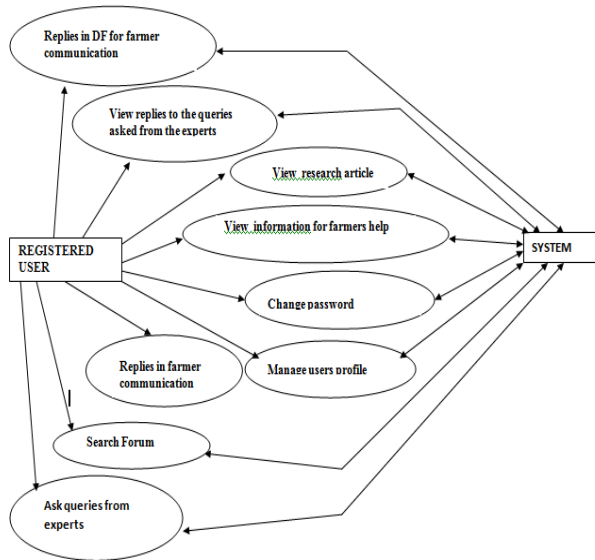 Replies in DF for farmer
communication
View replies to the queries
asked from the experts
View research article
View information for farmers help
REGISTERED
USER
SYSTEM
Change password
Replies in farmer
communication
Manage users profile
Search Forum
Ask queries from
experts